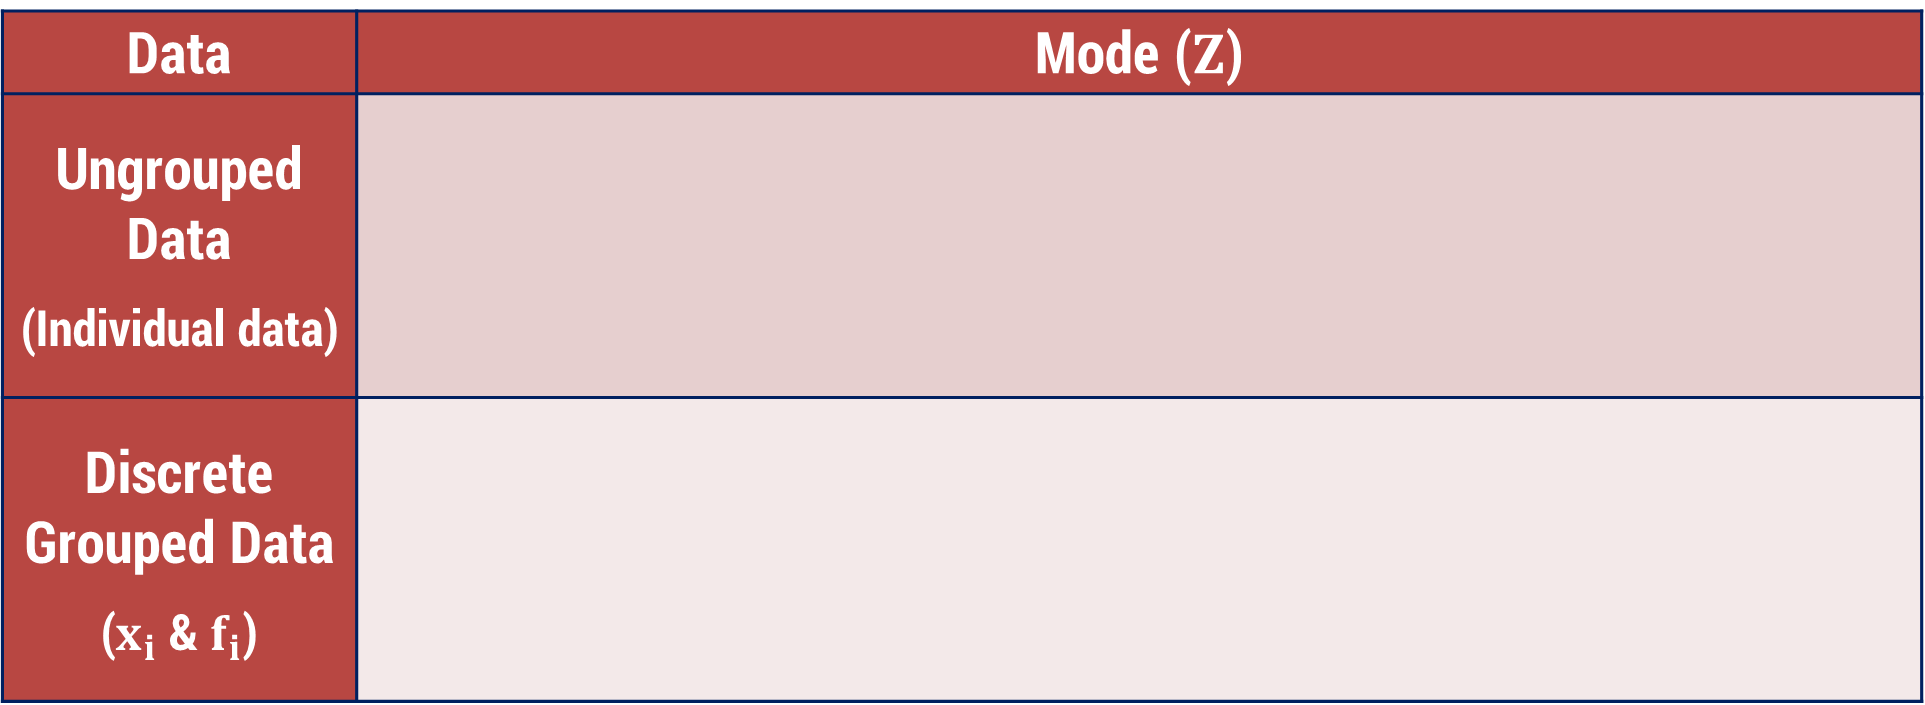 Data
Mode (Z)
Ungrouped
Data
(Individual data)
Discrete
Grouped Data
(xᵢ & fᵢ)